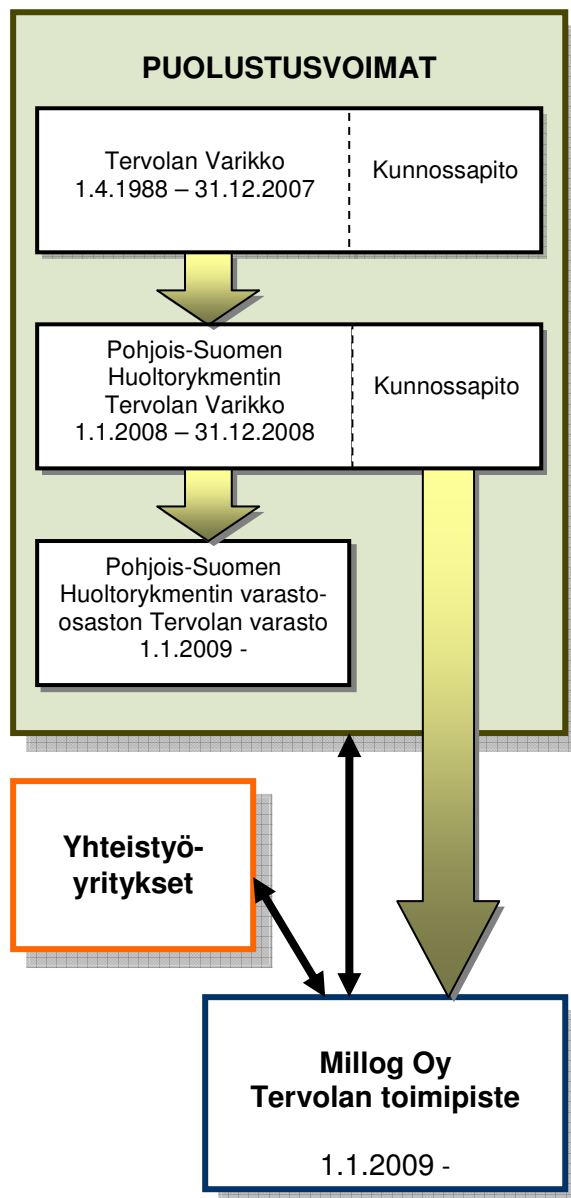 PUOLUSTUSVOIMAT
Tervolan Varikko
1.4.1988 – 31.12.2007
Kunnossapito
Pohjois-Suomen
Huoltorykmentin
Tervolan Varikko
1.1.2008 – 31.12.2008
Kunnossapito
Pohjois-Suomen
Huoltorykmentin varasto-
osaston Tervolan varasto
1.1.2009 -
Yhteistyö-
yritykset
Millog Oy
Tervolan toimipiste
1.1.2009 -